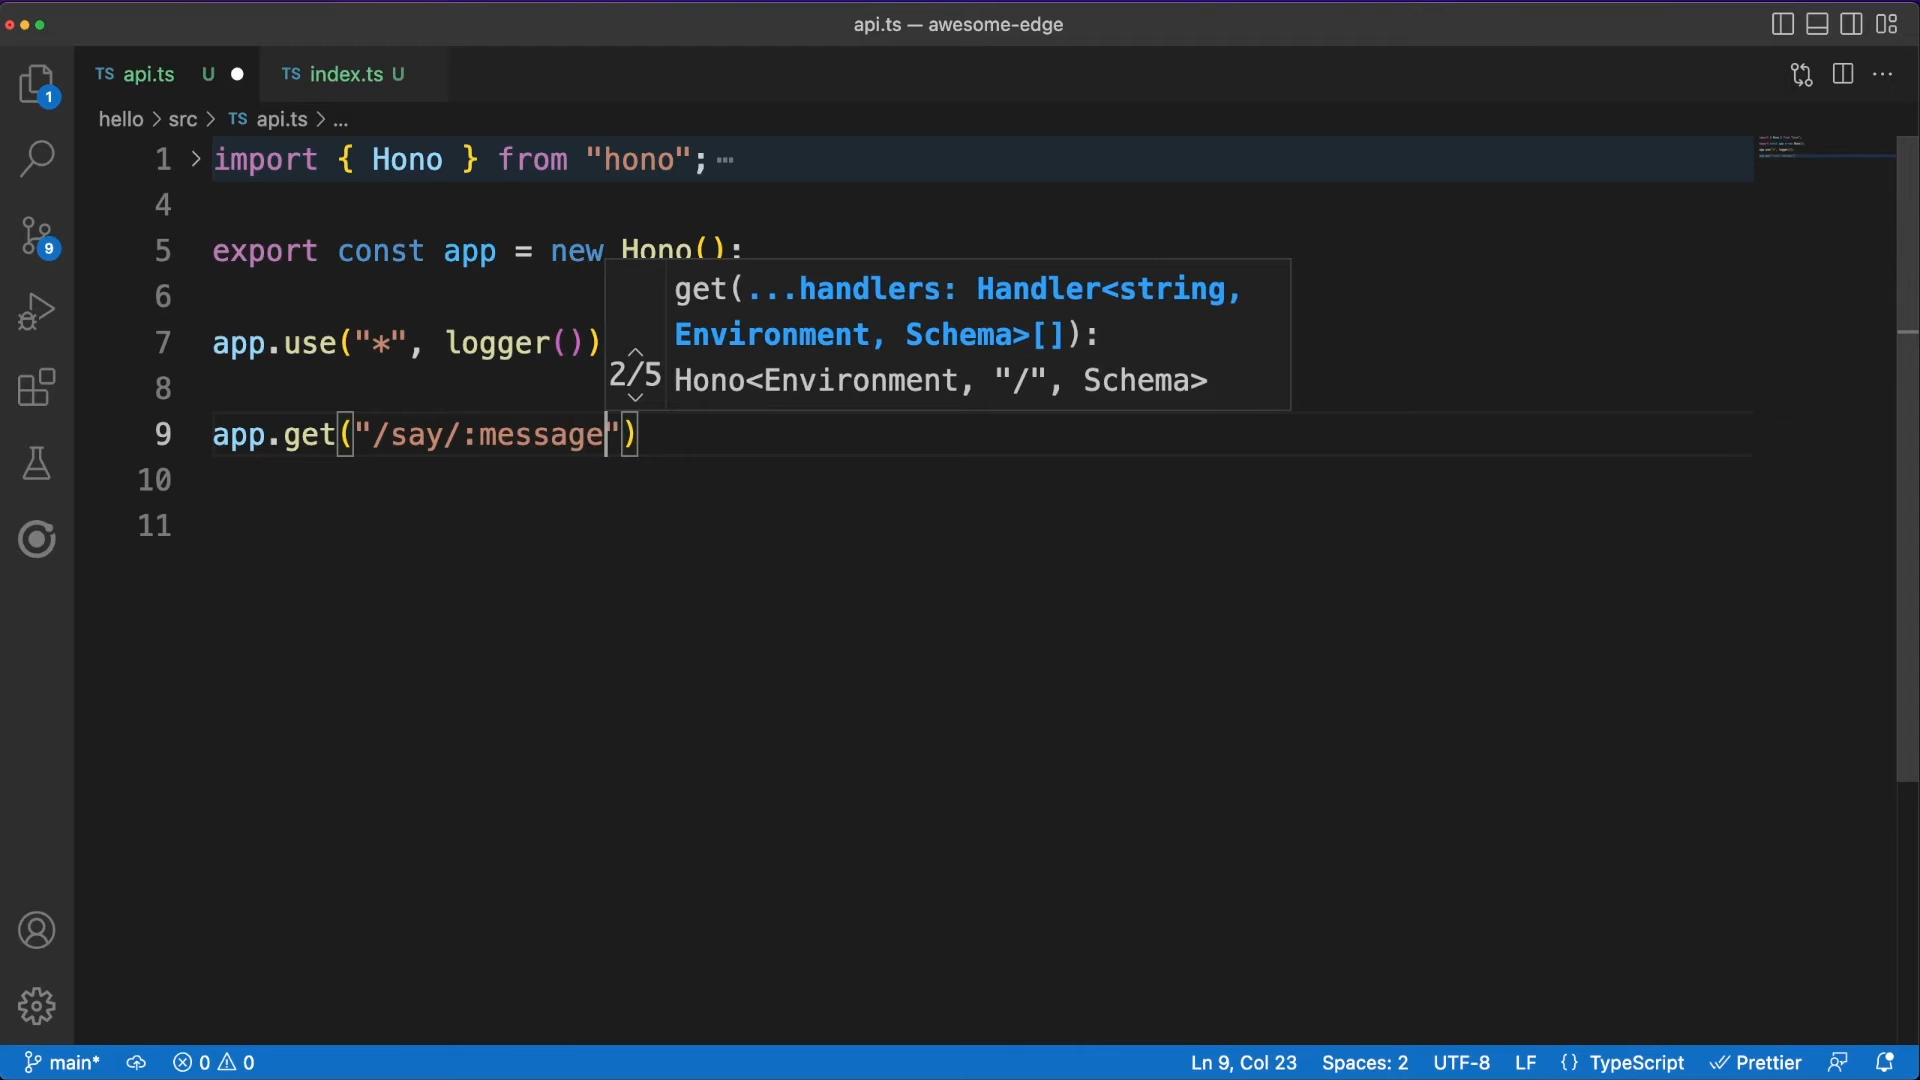 api.ts — awesome-edge
TS api.ts U
TS index.ts U
hello > src > TS api.ts > ...
1
9
1 import { Hono } from "hono";
4
5 export const app = new Hono();
6
7 app.use("*", logger())
8
9 app.get("/say/:message")
10
11
get(...handlers: Handler<string,
Environment, Schema>[]):
2/5 Hono<Environment, "/", Schema>
main* 0 0 Ln 9, Col 23 Spaces: 2 UTF-8 LF {} TypeScript Prettier